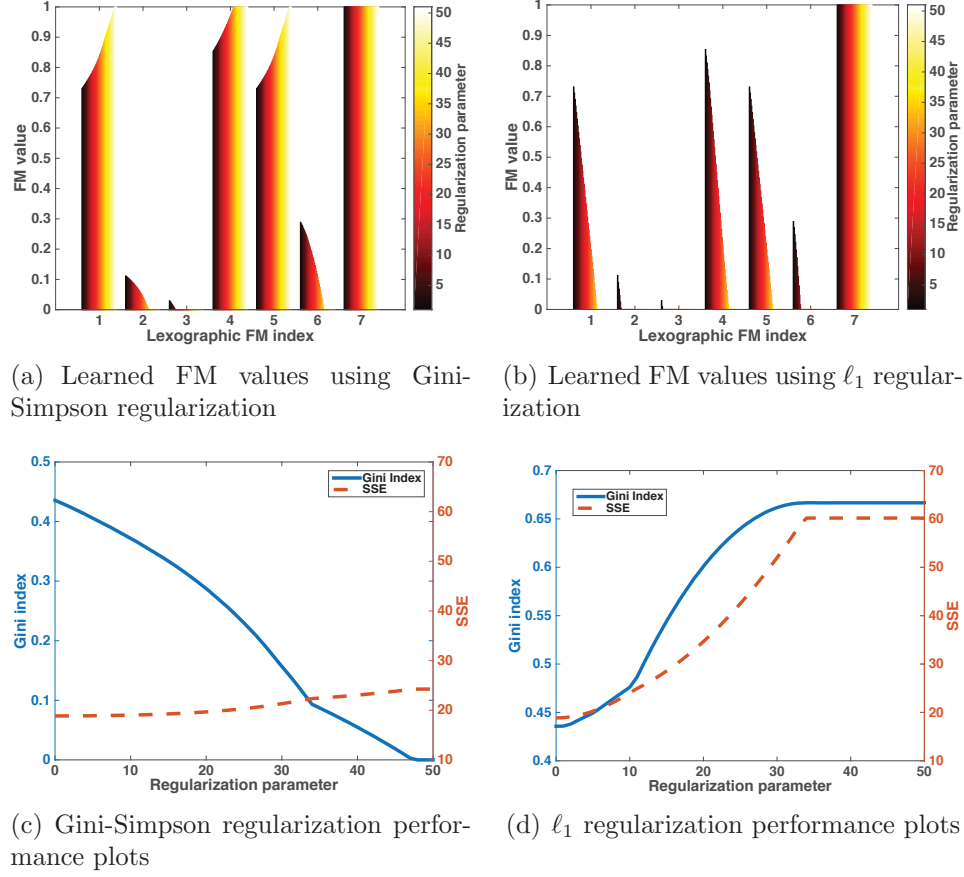 1
0.9
0.8
0.7
0.6
0.5
0.4
0.3
0.2
0.1
0
FM value
1 2 3 4 5 6 7
Lexographic FM index
50
45
40
35
30
25
20
15
10
5
Regularization parameter
1
0.9
0.8
0.7
0.6
0.5
0.4
0.3
0.2
0.1
0
FM value
1 2 3 4 5 6 7
Lexographic FM index
50
45
40
35
30
25
20
15
10
5
Regularization parameter
(a) Learned FM values using Gini-
Simpson regularization
(b) Learned FM values using ℓ1 regular-
ization
0.5
0.4
0.3
0.2
0.1
0
Gini index
Gini Index
SSE
70
60
50
40
30
20
10
SSE
0 10 20 30 40 50
Regularization parameter
0.7
0.65
0.6
0.55
0.5
0.45
0.4
Gini index
Gini Index
SSE
70
60
50
40
30
20
10
SSE
0 10 20 30 40 50
Regularization parameter
(c) Gini-Simpson regularization perfor-
mance plots
(d) ℓ1 regularization performance plots